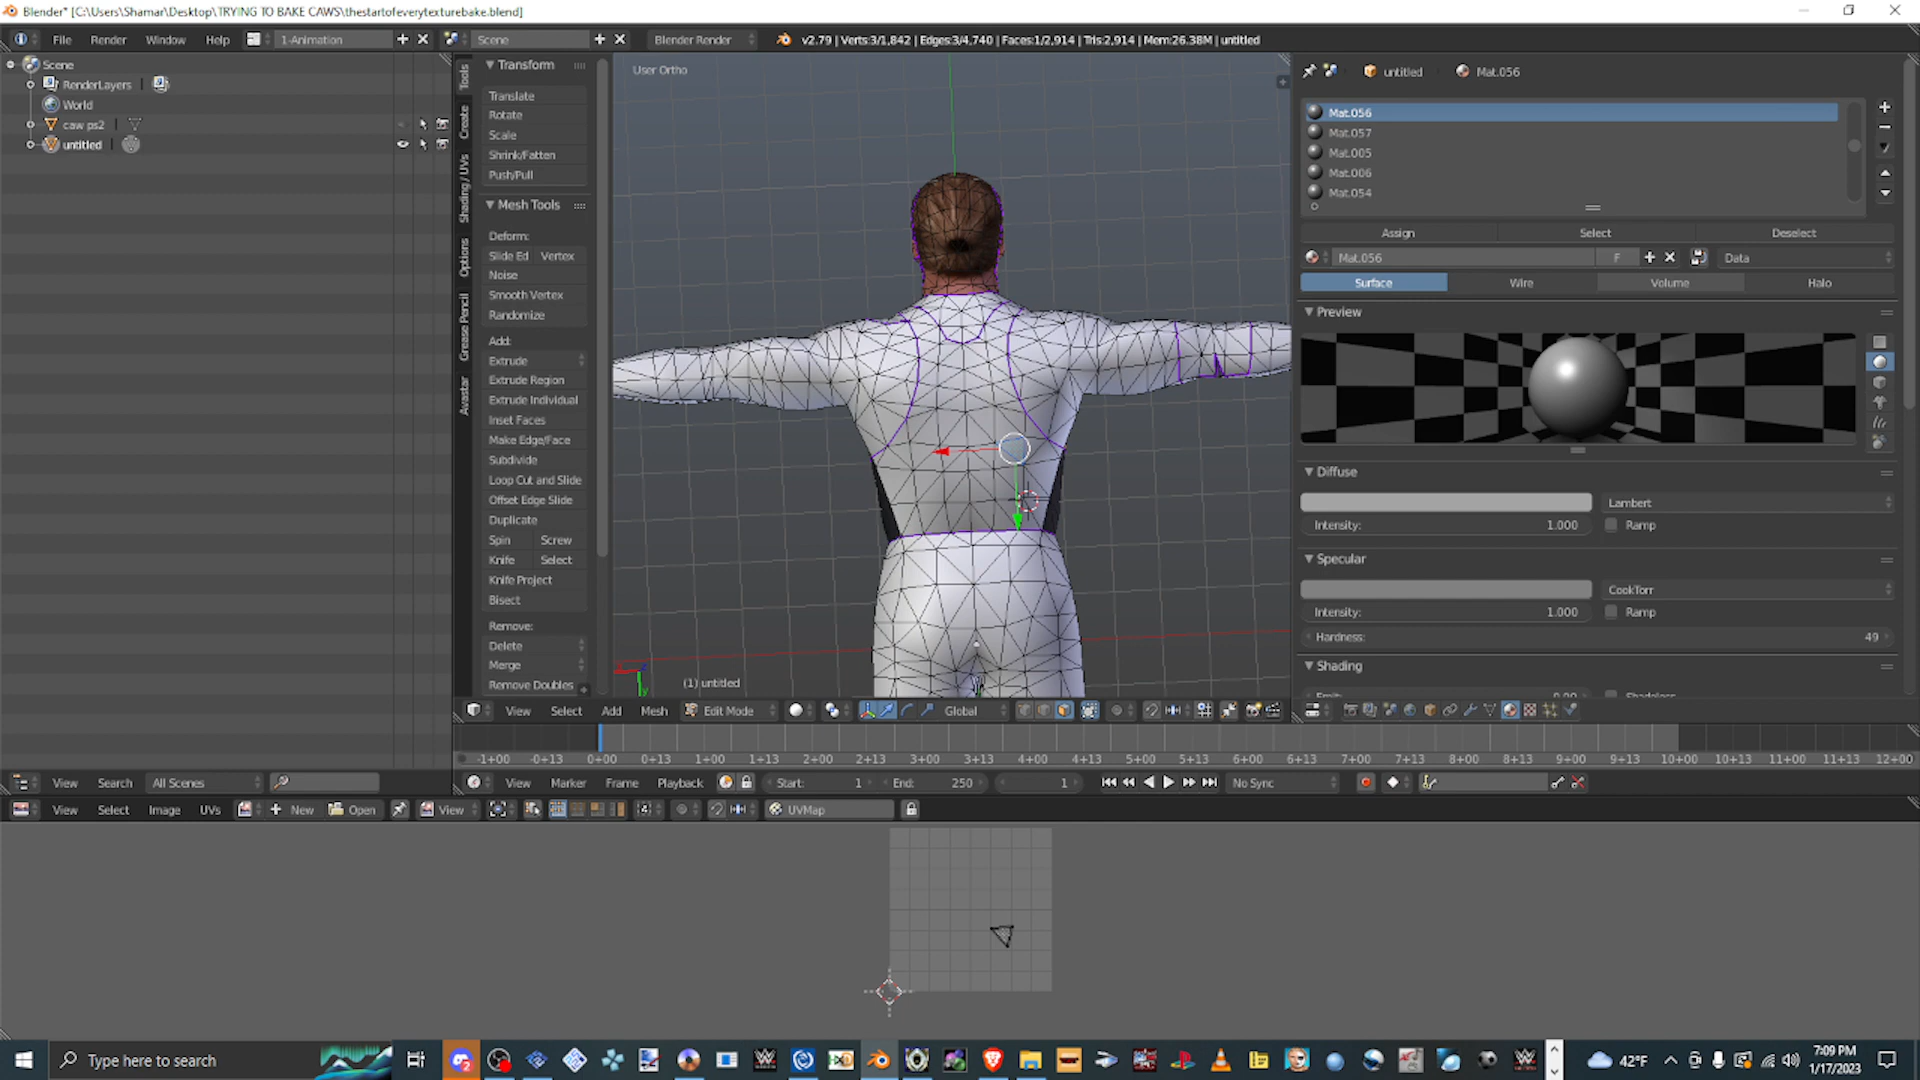 Blender* [C:\Users\Shamar\Desktop\TRYING TO BAKE CAWS\thestartofeverytexturebake.blend]
File Render Window Help 1-Animation Scene Blender Render v2.79 | Verts:3/1,842 | Edges:3/4,740 | Faces:1/2,914 | Tris:2,914 | Mem:26.38M | untitled
Scene
RenderLayers
World
caw ps2
untitled
Tools
Create
Shading / UVs
Options
Grease Pencil
Avastar
Transform
Translate
Rotate
Scale
Shrink/Fatten
Push/Pull
Mesh Tools
Deform:
Slide Ed Vertex
Noise
Smooth Vertex
Randomize
Add:
Extrude
Extrude Region
Extrude Individual
Inset Faces
Make Edge/Face
Subdivide
Loop Cut and Slide
Offset Edge Slide
Duplicate
Spin Screw
Knife Select
Knife Project
Bisect
Remove:
Delete
Merge
Remove Doubles
User Ortho
(1) untitled
View Select Add Mesh Edit Mode Global
untitled Mat.056
Mat.056
Mat.057
Mat.005
Mat.006
Mat.054
Assign Select Deselect
Mat.056 F Data
Surface Wire Volume Halo
Preview
Diffuse
Lambert
Intensity: 1.000 Ramp
Specular
CookTorr
Intensity: 1.000 Ramp
Hardness: 49
Shading
-1+00 -0+13 0+00 0+13 1+00 1+13 2+00 2+13 3+00 3+13 4+00 4+13 5+00 5+13 6+00 6+13 7+00 7+13 8+00 8+13 9+00 9+13 10+00 10+13 11+00 11+13 12+00
View Search All Scenes
View Marker Frame Playback Start: 1 End: 250 1 No Sync
View Select Image UVs New Open View UVMap
Type here to search
42°F
7:09 PM
1/17/2023